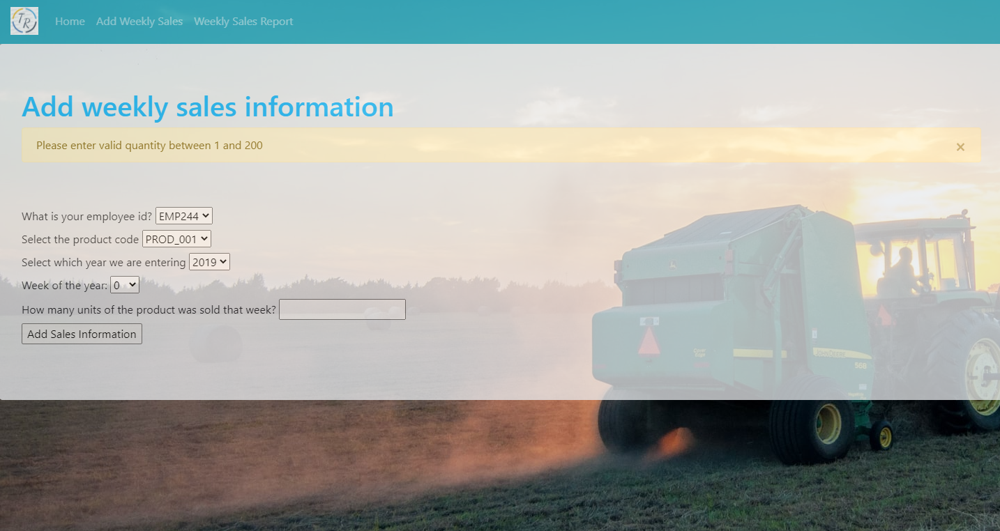 TR
Home Add Weekly Sales Weekly Sales Report
Add weekly sales information
Please enter valid quantity between 1 and 200 ×
What is your employee id? EMP244
Select the product code PROD_001
Select which year we are entering 2019
Week of the year: 0
How many units of the product was sold that week?
Add Sales Information
JOHN DEERE
568